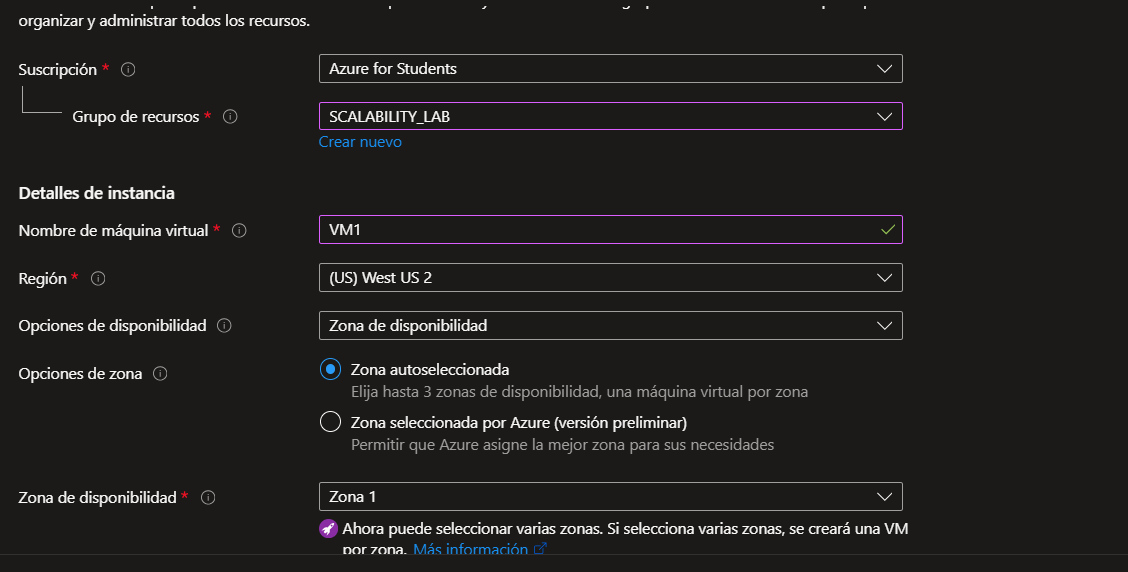 organizar y administrar todos los recursos.
Suscripción * Azure for Students
Grupo de recursos * SCALABILITY_LAB
Crear nuevo
Detalles de instancia
Nombre de máquina virtual * VM1
Región * (US) West US 2
Opciones de disponibilidad Zona de disponibilidad
Opciones de zona Zona autoseleccionada
Elija hasta 3 zonas de disponibilidad, una máquina virtual por zona
Zona seleccionada por Azure (versión preliminar)
Permitir que Azure asigne la mejor zona para sus necesidades
Zona de disponibilidad * Zona 1
Ahora puede seleccionar varias zonas. Si selecciona varias zonas, se creará una VM
por zona. Más información